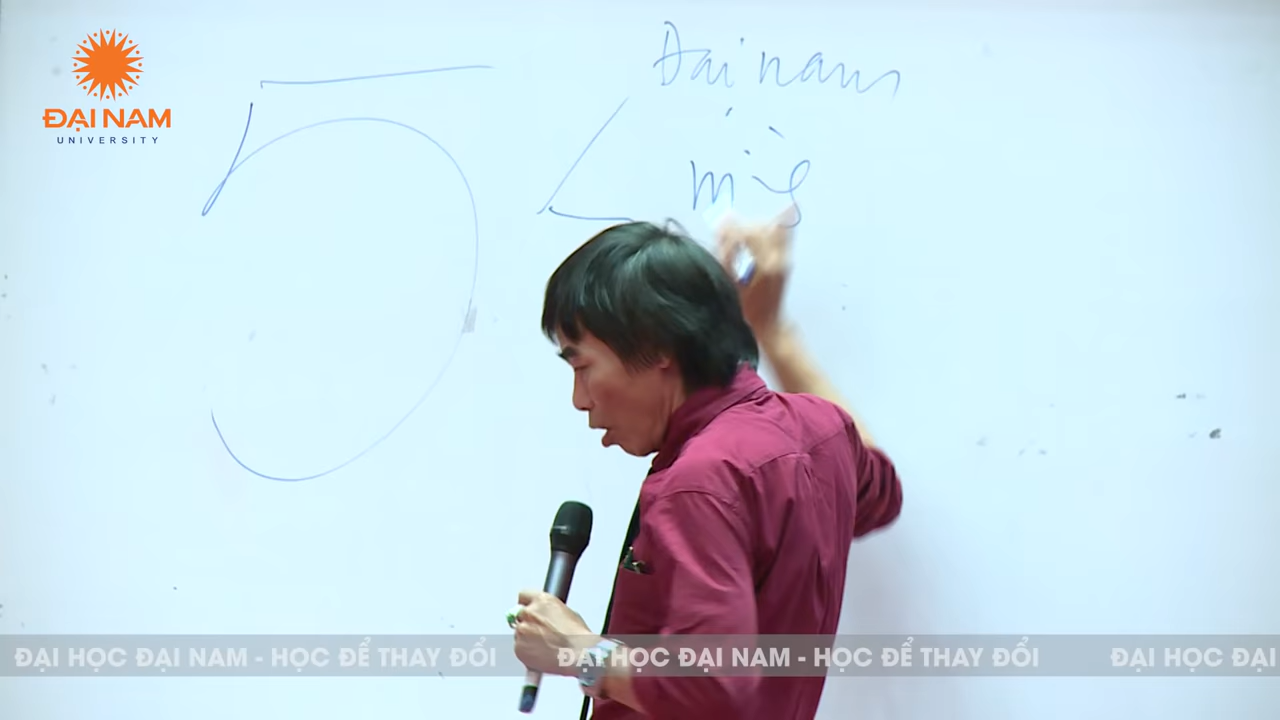 ĐẠI NAM
UNIVERSITY
5
Đại nam
ĐẠI HỌC ĐẠI NAM - HỌC ĐỂ THAY ĐỔI
ĐẠI HỌC ĐẠI NAM - HỌC ĐỂ THAY ĐỔI
ĐẠI HỌC ĐẠI